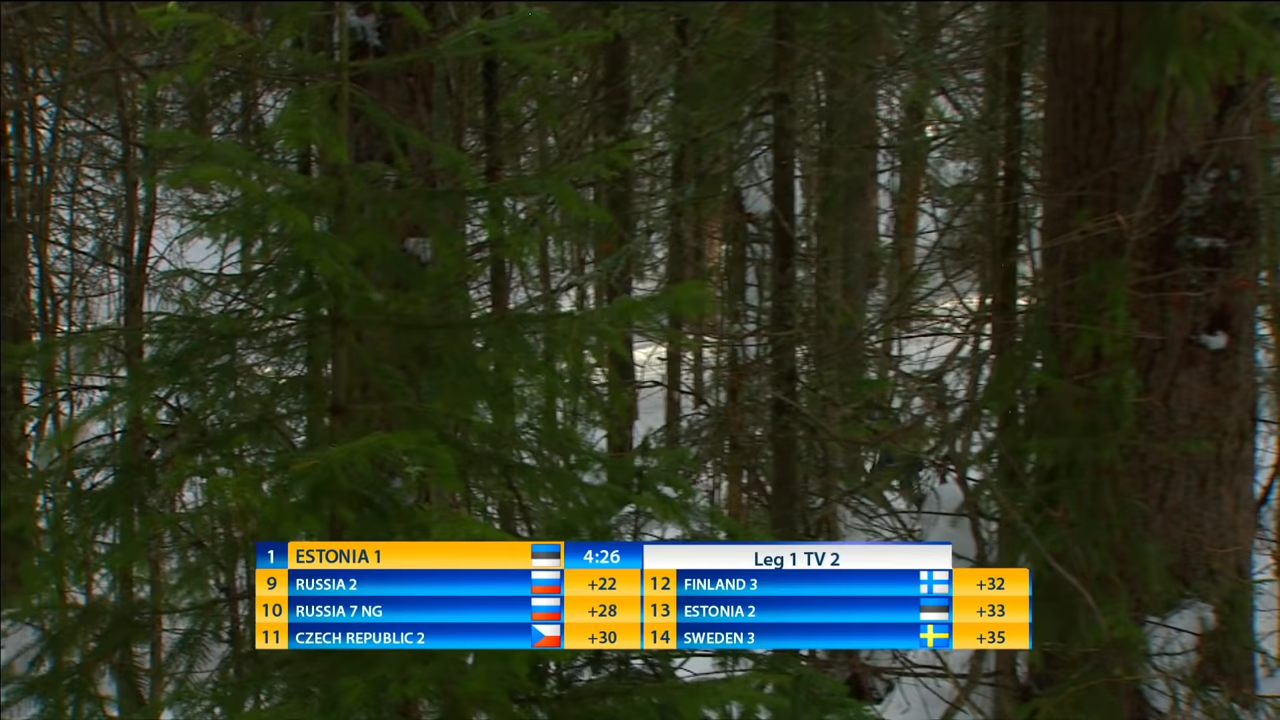 1 ESTONIA 1 4:26 Leg 1 TV 2
9 RUSSIA 2 +22 12 FINLAND 3 +32
10 RUSSIA 7 NG +28 13 ESTONIA 2 +33
11 CZECH REPUBLIC 2 +30 14 SWEDEN 3 +35